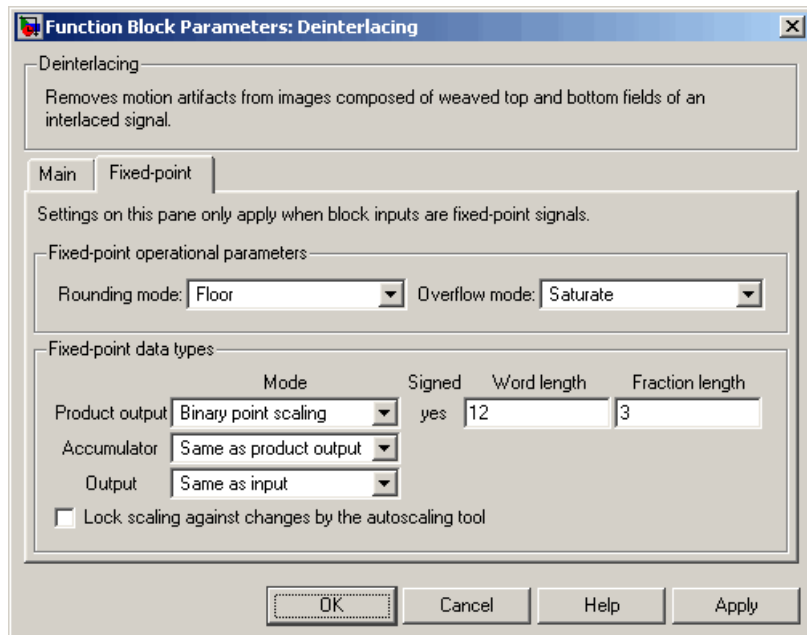 Function Block Parameters: Deinterlacing
Deinterlacing
Removes motion artifacts from images composed of weaved top and bottom fields of an
interlaced signal.
Main Fixed-point
Settings on this pane only apply when block inputs are fixed-point signals.
Fixed-point operational parameters
Rounding mode: Floor Overflow mode: Saturate
Fixed-point data types
Mode Signed Word length Fraction length
Product output Binary point scaling yes 12 3
Accumulator Same as product output
Output Same as input
Lock scaling against changes by the autoscaling tool
OK Cancel Help Apply